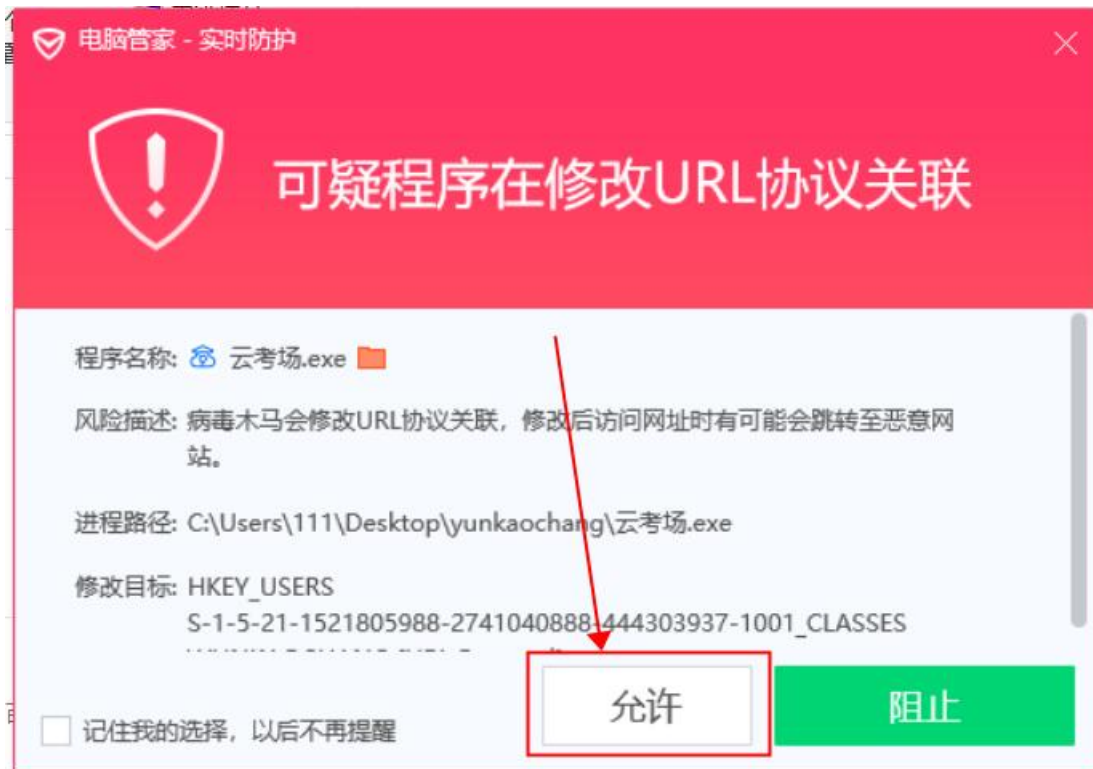 电脑管家 - 实时防护
可疑程序在修改URL协议关联
程序名称: 云考场.exe
风险描述: 病毒木马会修改URL协议关联，修改后访问网址时有可能会跳转至恶意网
站。
进程路径: C:\Users\111\Desktop\yunkaochang\云考场.exe
修改目标: HKEY_USERS
S-1-5-21-1521805988-2741040888-444303937-1001_CLASSES
记住我的选择，以后不再提醒
允许
阻止